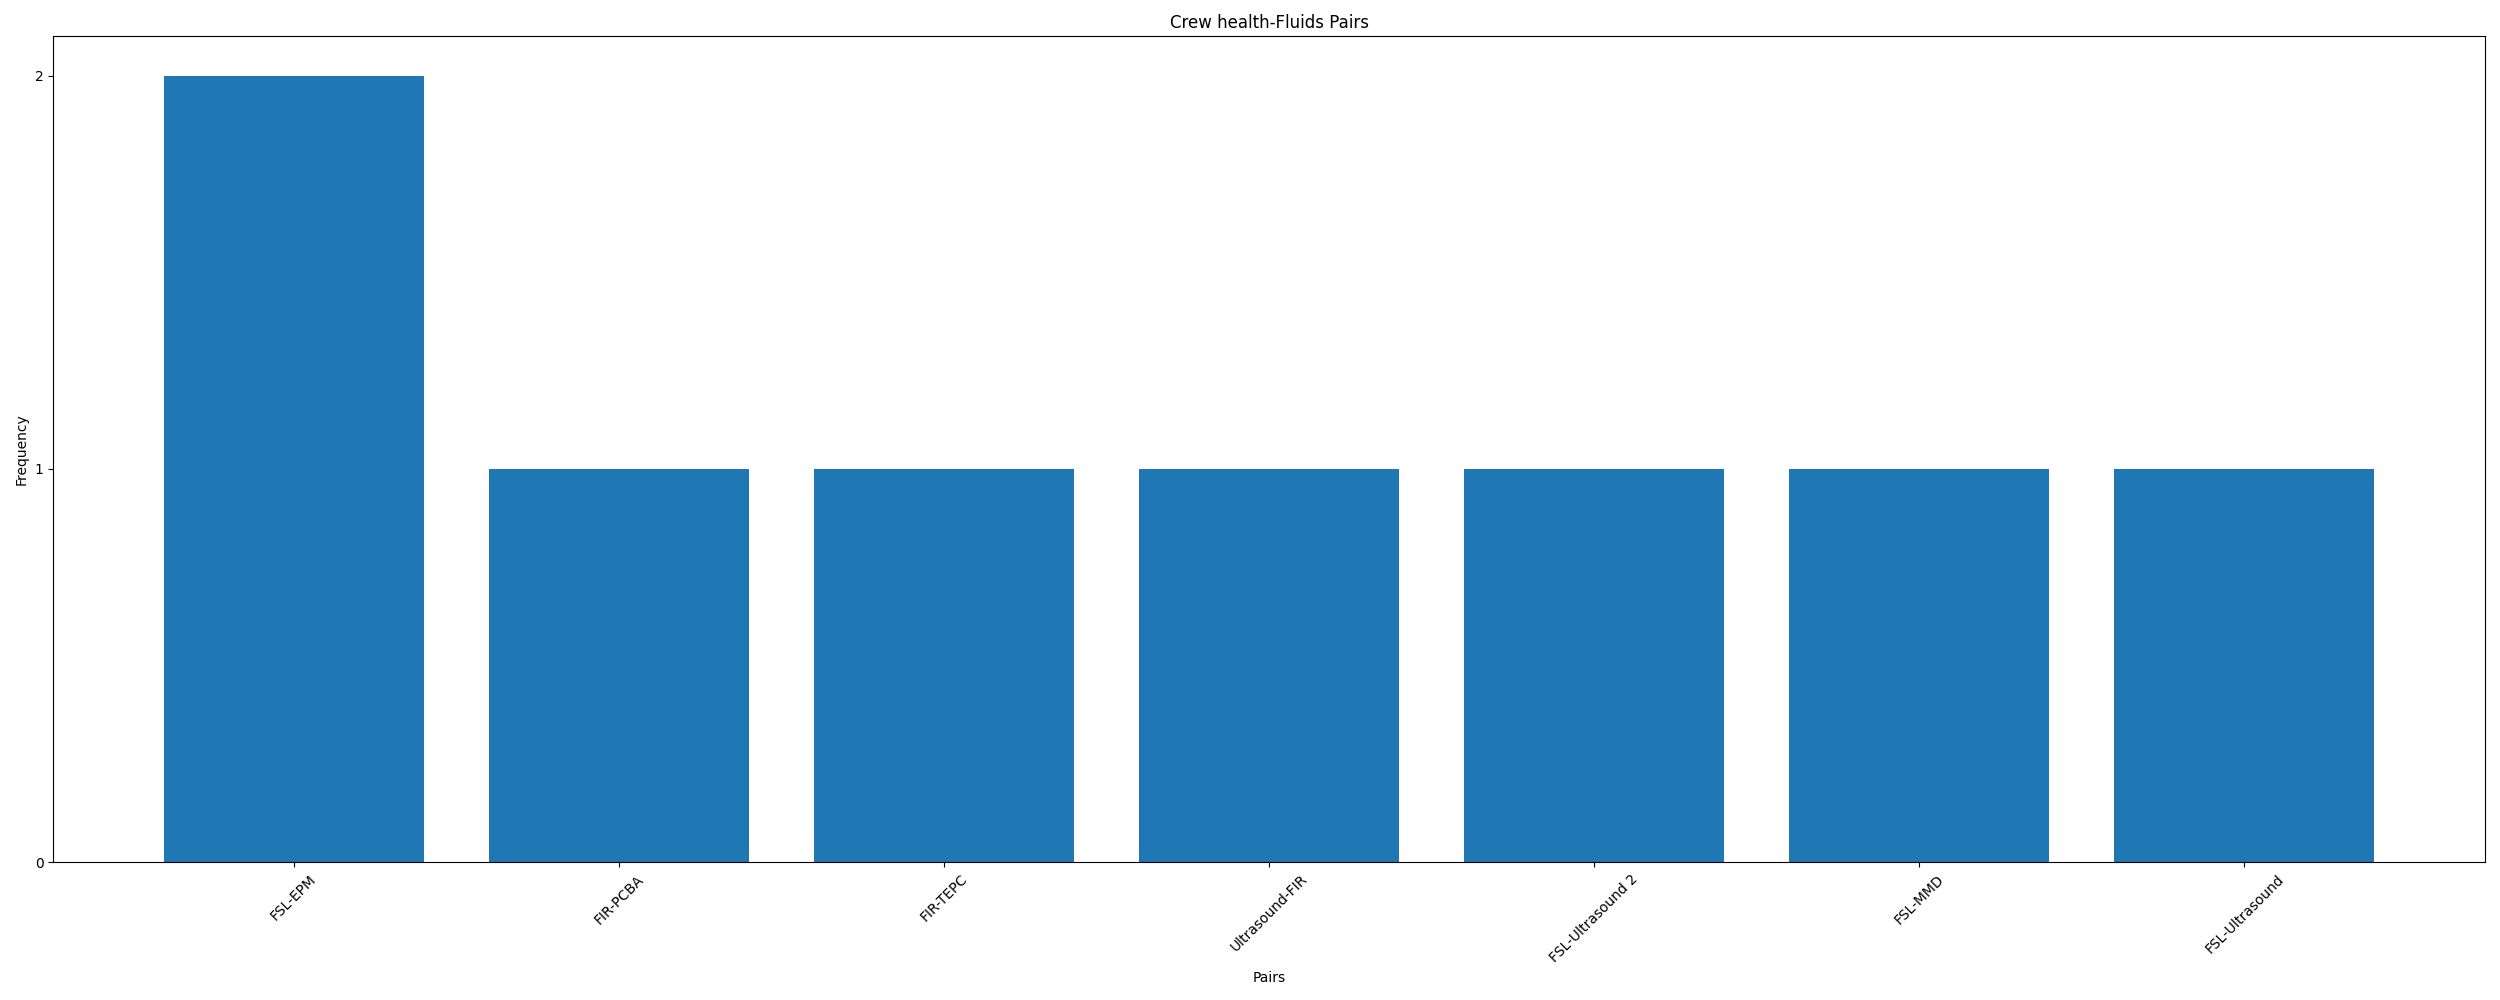 Crew health-Fluids Pairs
Frequency
2
1
0
FSL-EPM
FIR-PCBA
FIR-TEPC
Ultrasound-FIR
FSL-Ultrasound 2
FSL-MMD
FSL-Ultrasound
Pairs